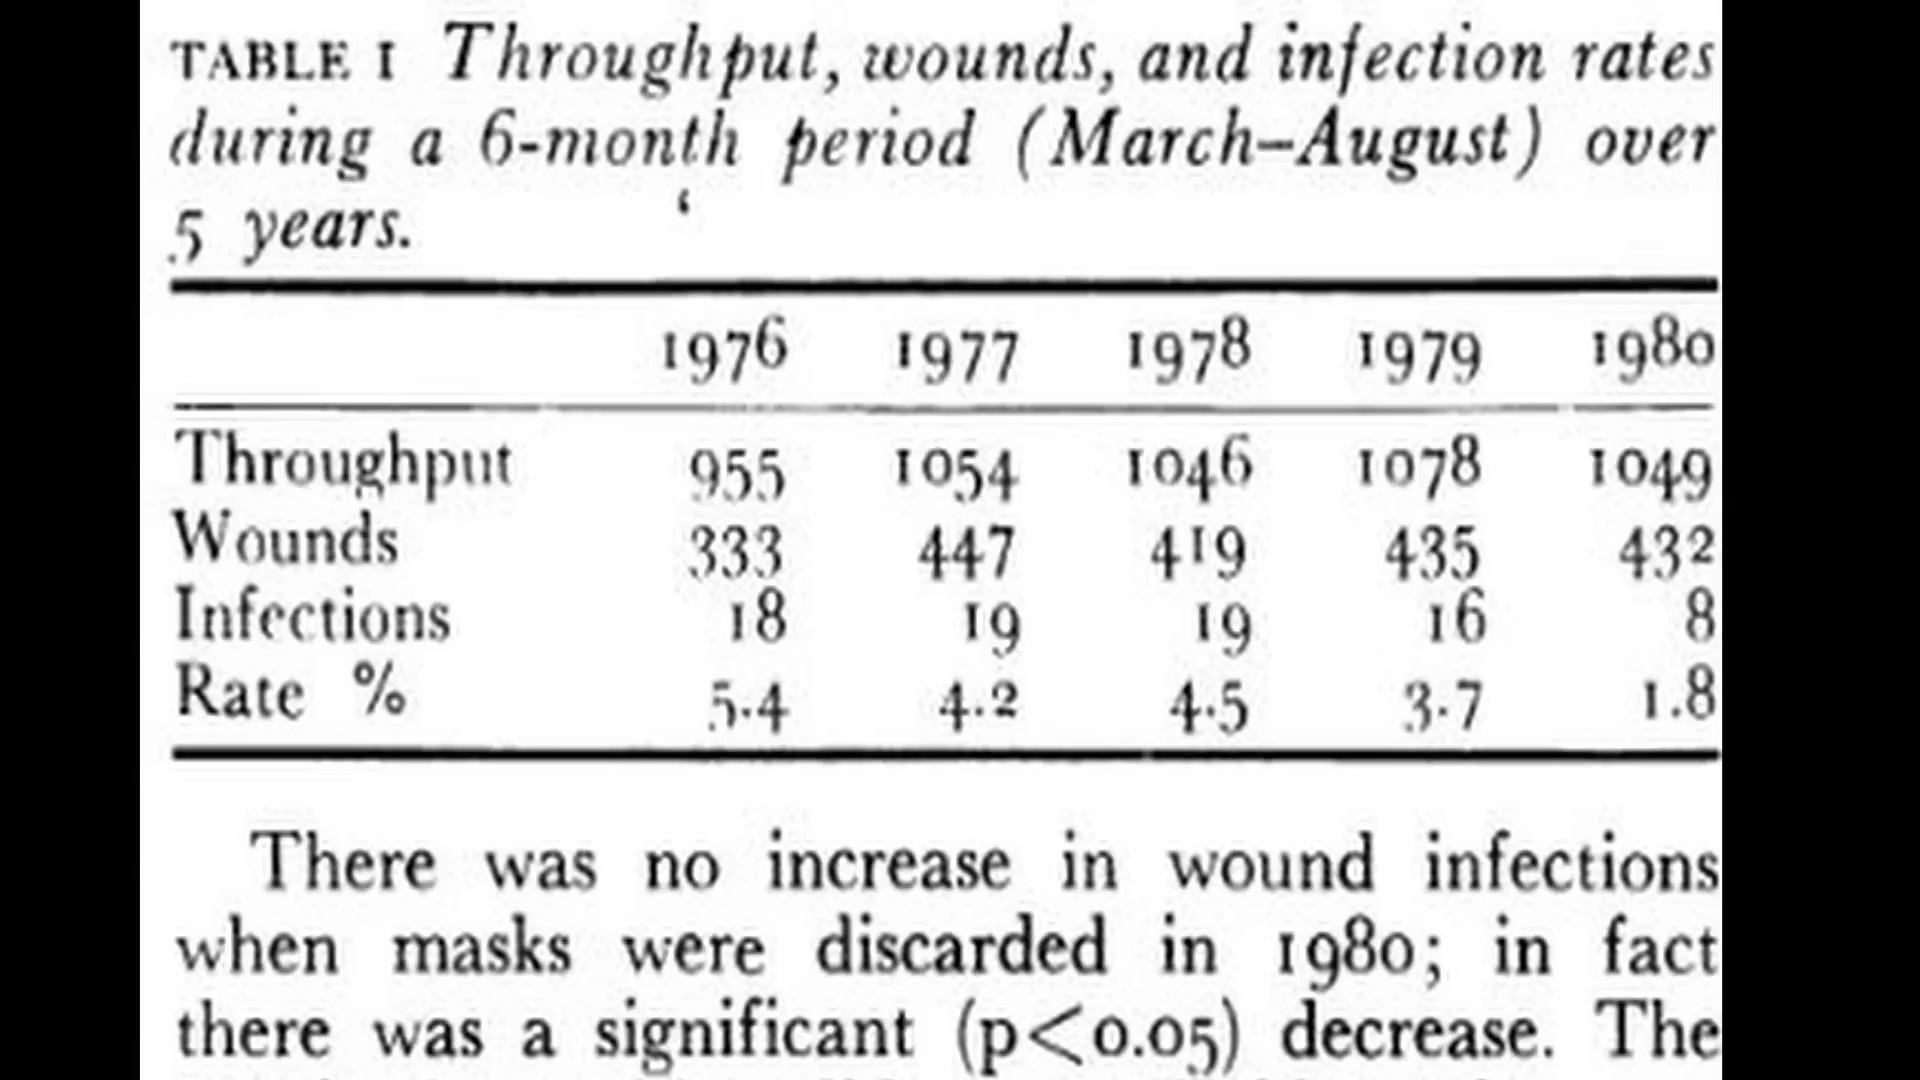 TABLE I Throughput, wounds, and infection rates
during a 6-month period (March–August) over
5 years.
1976 1977 1978 1979 1980
Throughput 955 1054 1046 1078 1049
Wounds 333 447 419 435 432
Infections 18 19 19 16 8
Rate % 5.4 4.2 4.5 3.7 1.8
There was no increase in wound infections
when masks were discarded in 1980; in fact
there was a significant (p<0.05) decrease. The